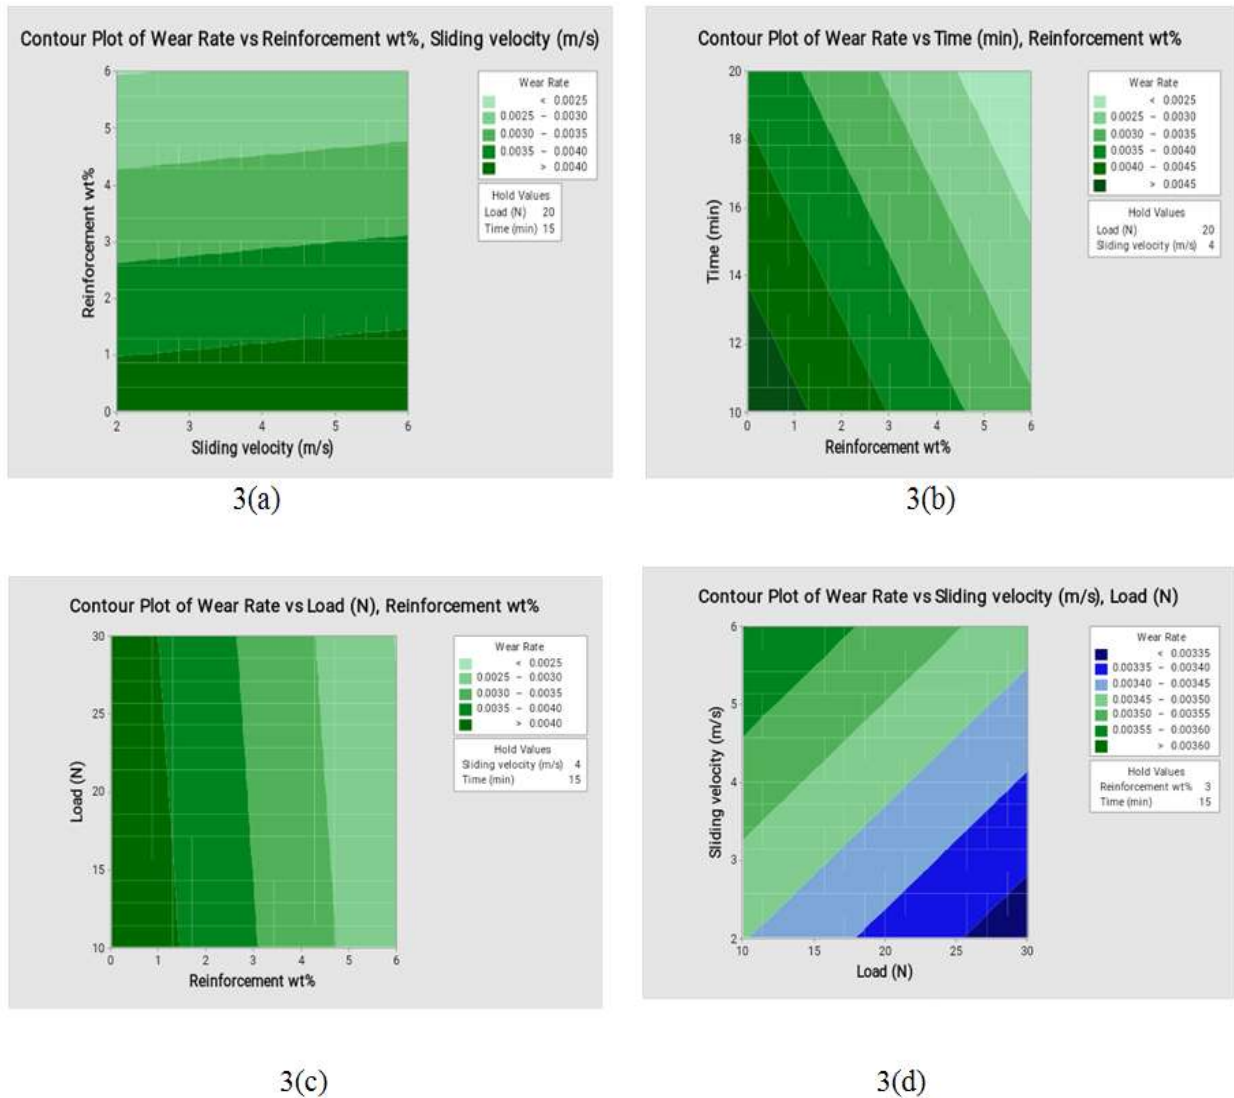 Contour Plot of Wear Rate vs Reinforcement wt%, Sliding velocity (m/s)
Wear Rate
< 0.0025
0.0025 – 0.0030
0.0030 – 0.0035
0.0035 – 0.0040
> 0.0040
Hold Values
Load (N) 20
Time (min) 15
Reinforcement wt%
6
5
4
3
2
1
0
2 3 4 5 6
Sliding velocity (m/s)
3(a)
Contour Plot of Wear Rate vs Time (min), Reinforcement wt%
Wear Rate
< 0.0025
0.0025 – 0.0030
0.0030 – 0.0035
0.0035 – 0.0040
0.0040 – 0.0045
> 0.0045
Hold Values
Load (N) 20
Sliding velocity (m/s) 4
Time (min)
20
18
16
14
12
10
0 1 2 3 4 5 6
Reinforcement wt%
3(b)
Contour Plot of Wear Rate vs Load (N), Reinforcement wt%
Wear Rate
< 0.0025
0.0025 – 0.0030
0.0030 – 0.0035
0.0035 – 0.0040
> 0.0040
Hold Values
Sliding velocity (m/s) 4
Time (min) 15
Load (N)
30
25
20
15
10
0 1 2 3 4 5 6
Reinforcement wt%
3(c)
Contour Plot of Wear Rate vs Sliding velocity (m/s), Load (N)
Wear Rate
< 0.00335
0.00335 – 0.00340
0.00340 – 0.00345
0.00345 – 0.00350
0.00350 – 0.00355
0.00355 – 0.00360
> 0.00360
Hold Values
Reinforcement wt% 3
Time (min) 15
Sliding velocity (m/s)
6
5
4
3
2
10 15 20 25 30
Load (N)
3(d)